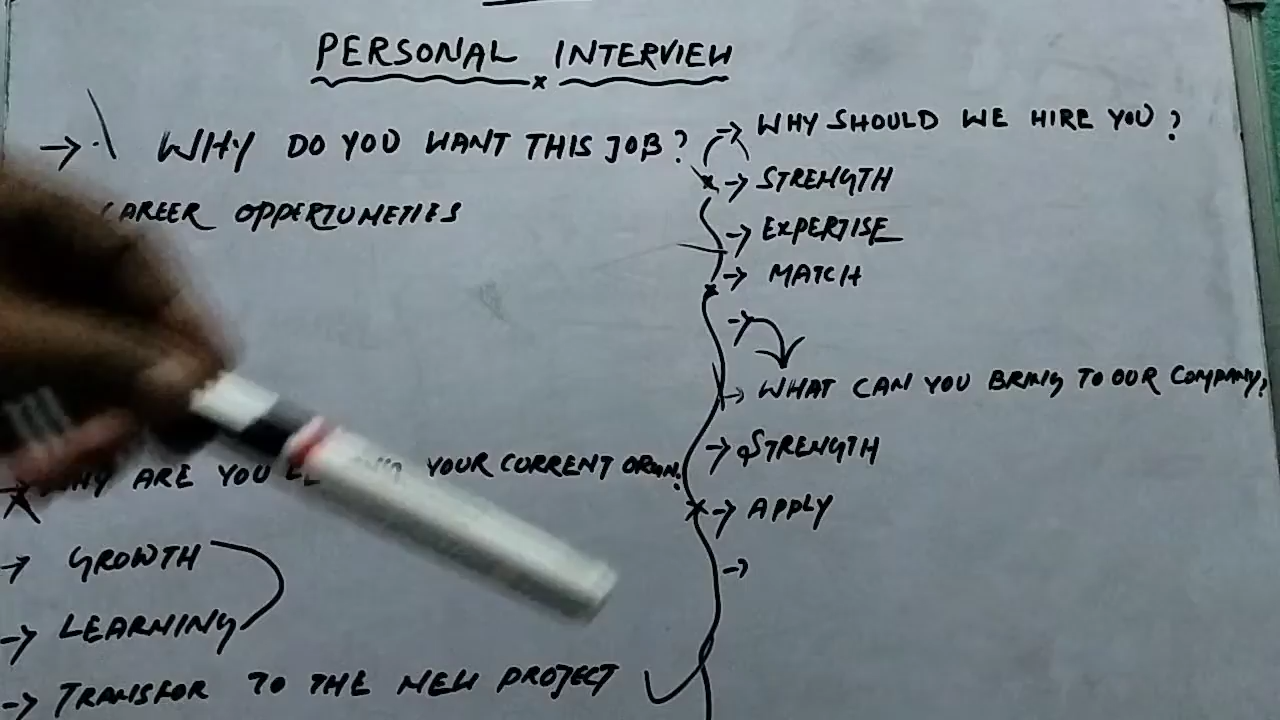 PERSONAL INTERVIEW
WHY DO YOU WANT THIS JOB?
CAREER OPPERTUNETIES
ARE YOU YOUR CURRENT ORGN.?
GROWTH
LEARNING
TRANSFOR TO THE NEW PROJECT
WHY SHOULD WE HIRE YOU?
STRENGTH
EXPERTISE
MATCH
WHAT CAN YOU BRING TO OUR COMPANY?
STRENGTH
APPLY